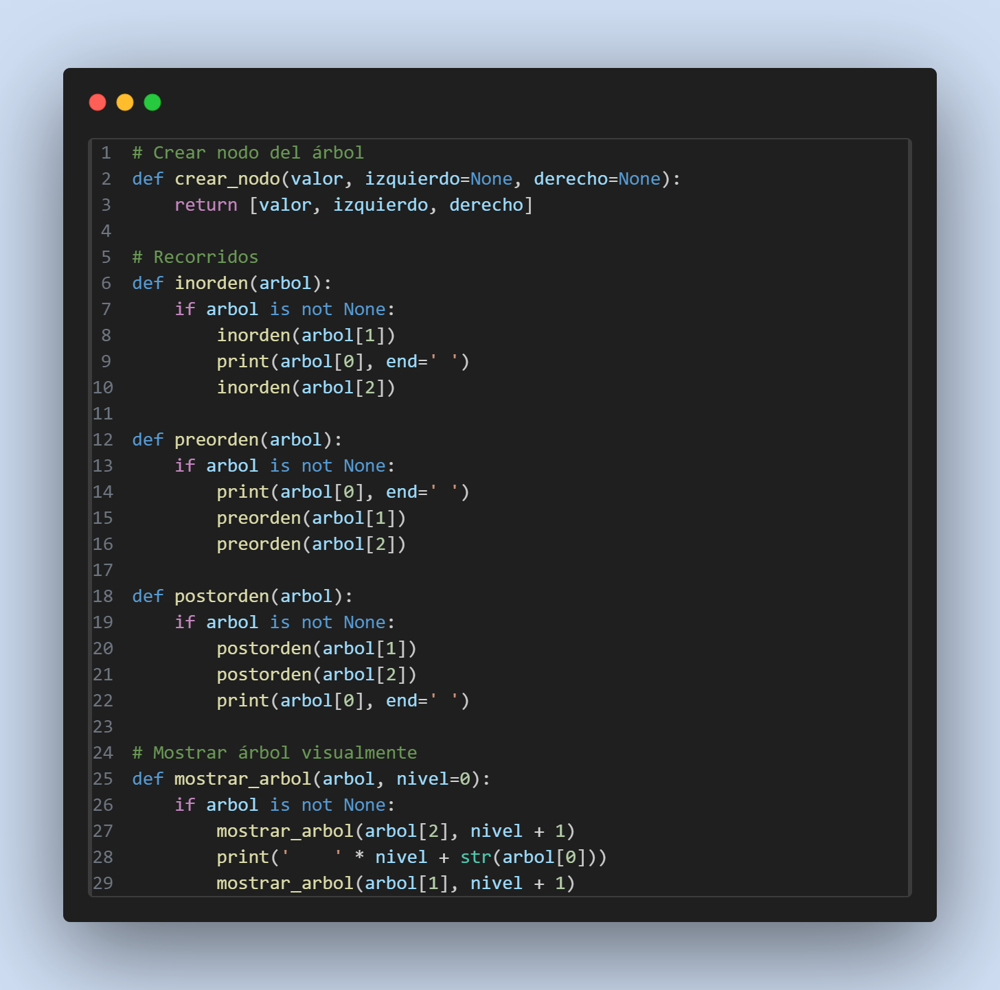 1 # Crear nodo del árbol
2 def crear_nodo(valor, izquierdo=None, derecho=None):
3     return [valor, izquierdo, derecho]
4
5 # Recorridos
6 def inorden(arbol):
7     if arbol is not None:
8         inorden(arbol[1])
9         print(arbol[0], end=' ')
10         inorden(arbol[2])
11
12 def preorden(arbol):
13     if arbol is not None:
14         print(arbol[0], end=' ')
15         preorden(arbol[1])
16         preorden(arbol[2])
17
18 def postorden(arbol):
19     if arbol is not None:
20         postorden(arbol[1])
21         postorden(arbol[2])
22         print(arbol[0], end=' ')
23
24 # Mostrar árbol visualmente
25 def mostrar_arbol(arbol, nivel=0):
26     if arbol is not None:
27         mostrar_arbol(arbol[2], nivel + 1)
28         print('    ' * nivel + str(arbol[0]))
29         mostrar_arbol(arbol[1], nivel + 1)